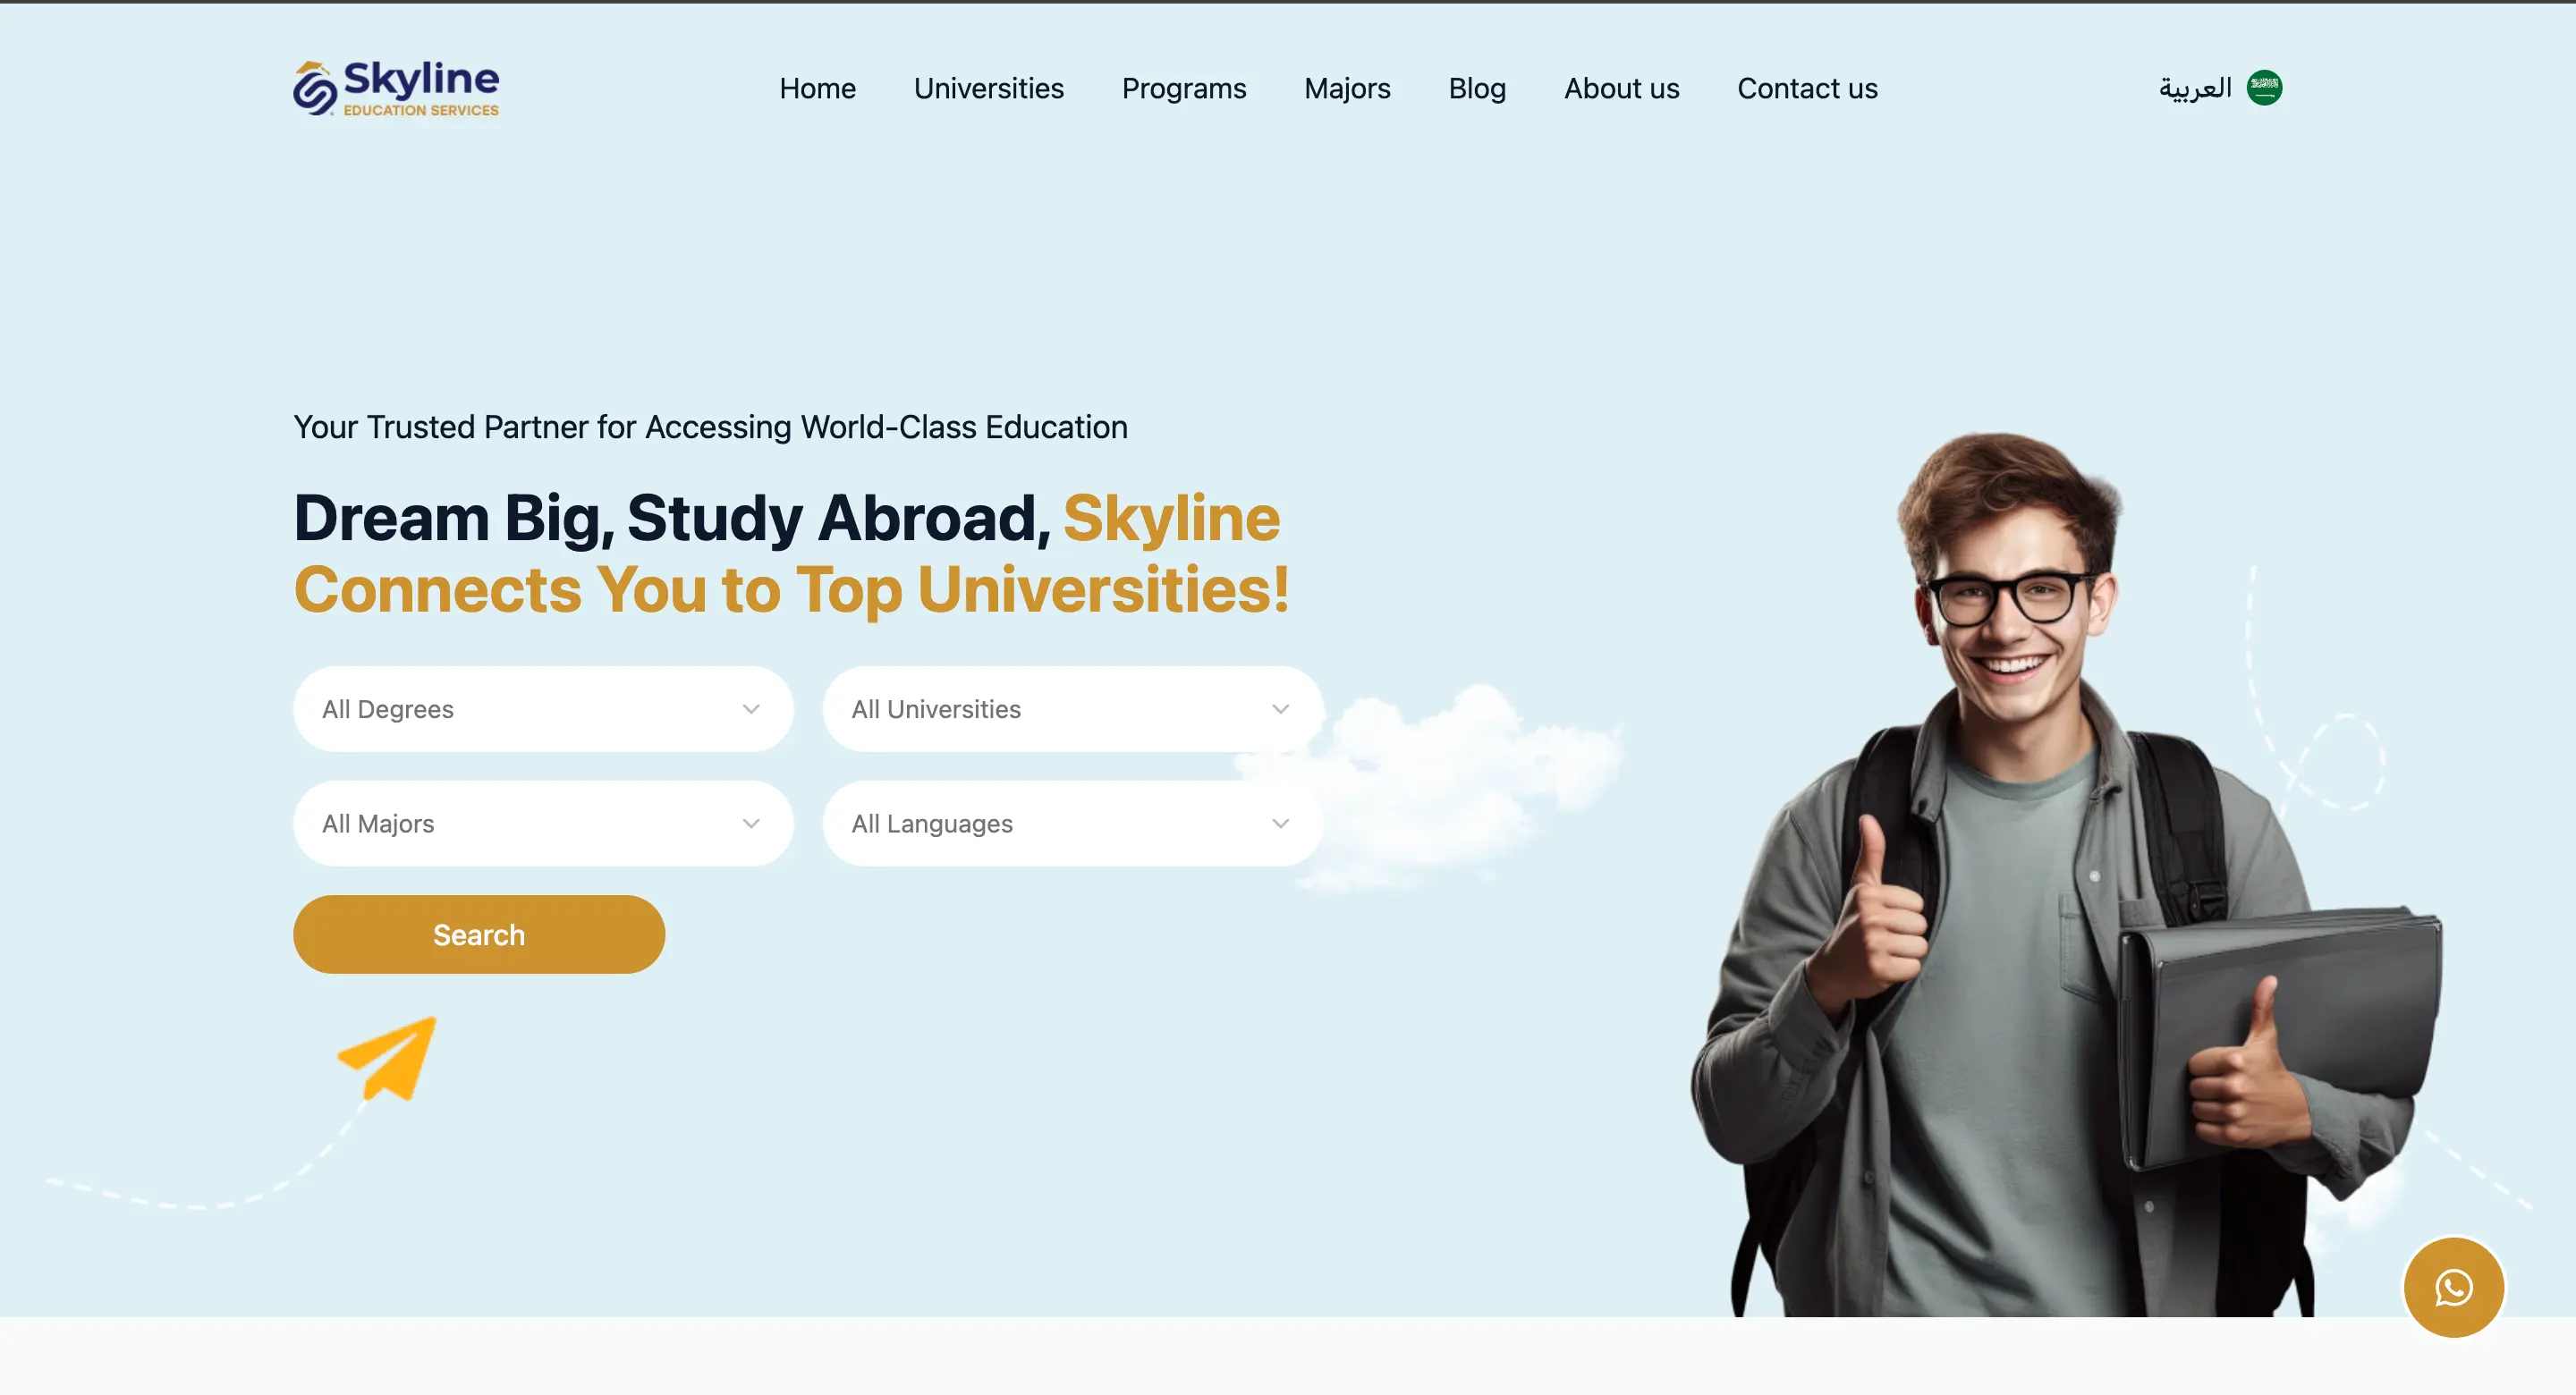 Skyline
EDUCATION SERVICES
Home
Universities
Programs
Majors
Blog
About us
Contact us
العربية
Your Trusted Partner for Accessing World-Class Education
Dream Big, Study Abroad, Skyline
Connects You to Top Universities!
All Degrees
All Universities
All Majors
All Languages
Search